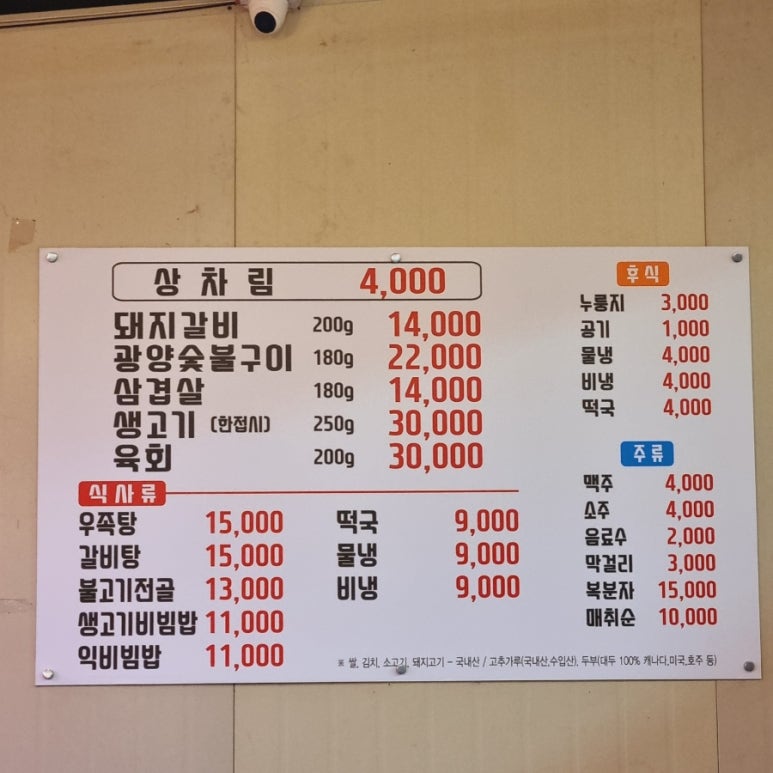 상차림 4,000
돼지갈비 200g 14,000
광양숯불구이 180g 22,000
삼겹살 180g 14,000
생고기 (한접시) 250g 30,000
육회 200g 30,000
식사류
우족탕 15,000
갈비탕 15,000
불고기전골 13,000
생고기비빔밥 11,000
익비빔밥 11,000
떡국 9,000
물냉 9,000
비냉 9,000
후식
누룽지 3,000
공기 1,000
물냉 4,000
비냉 4,000
떡국 4,000
주류
맥주 4,000
소주 4,000
음료수 2,000
막걸리 3,000
복분자 15,000
매취순 10,000
※ 쌀, 김치, 소고기, 돼지고기 - 국내산 / 고추가루(국내산,수입산), 두부(대두 100% 캐나다,미국,호주 등)